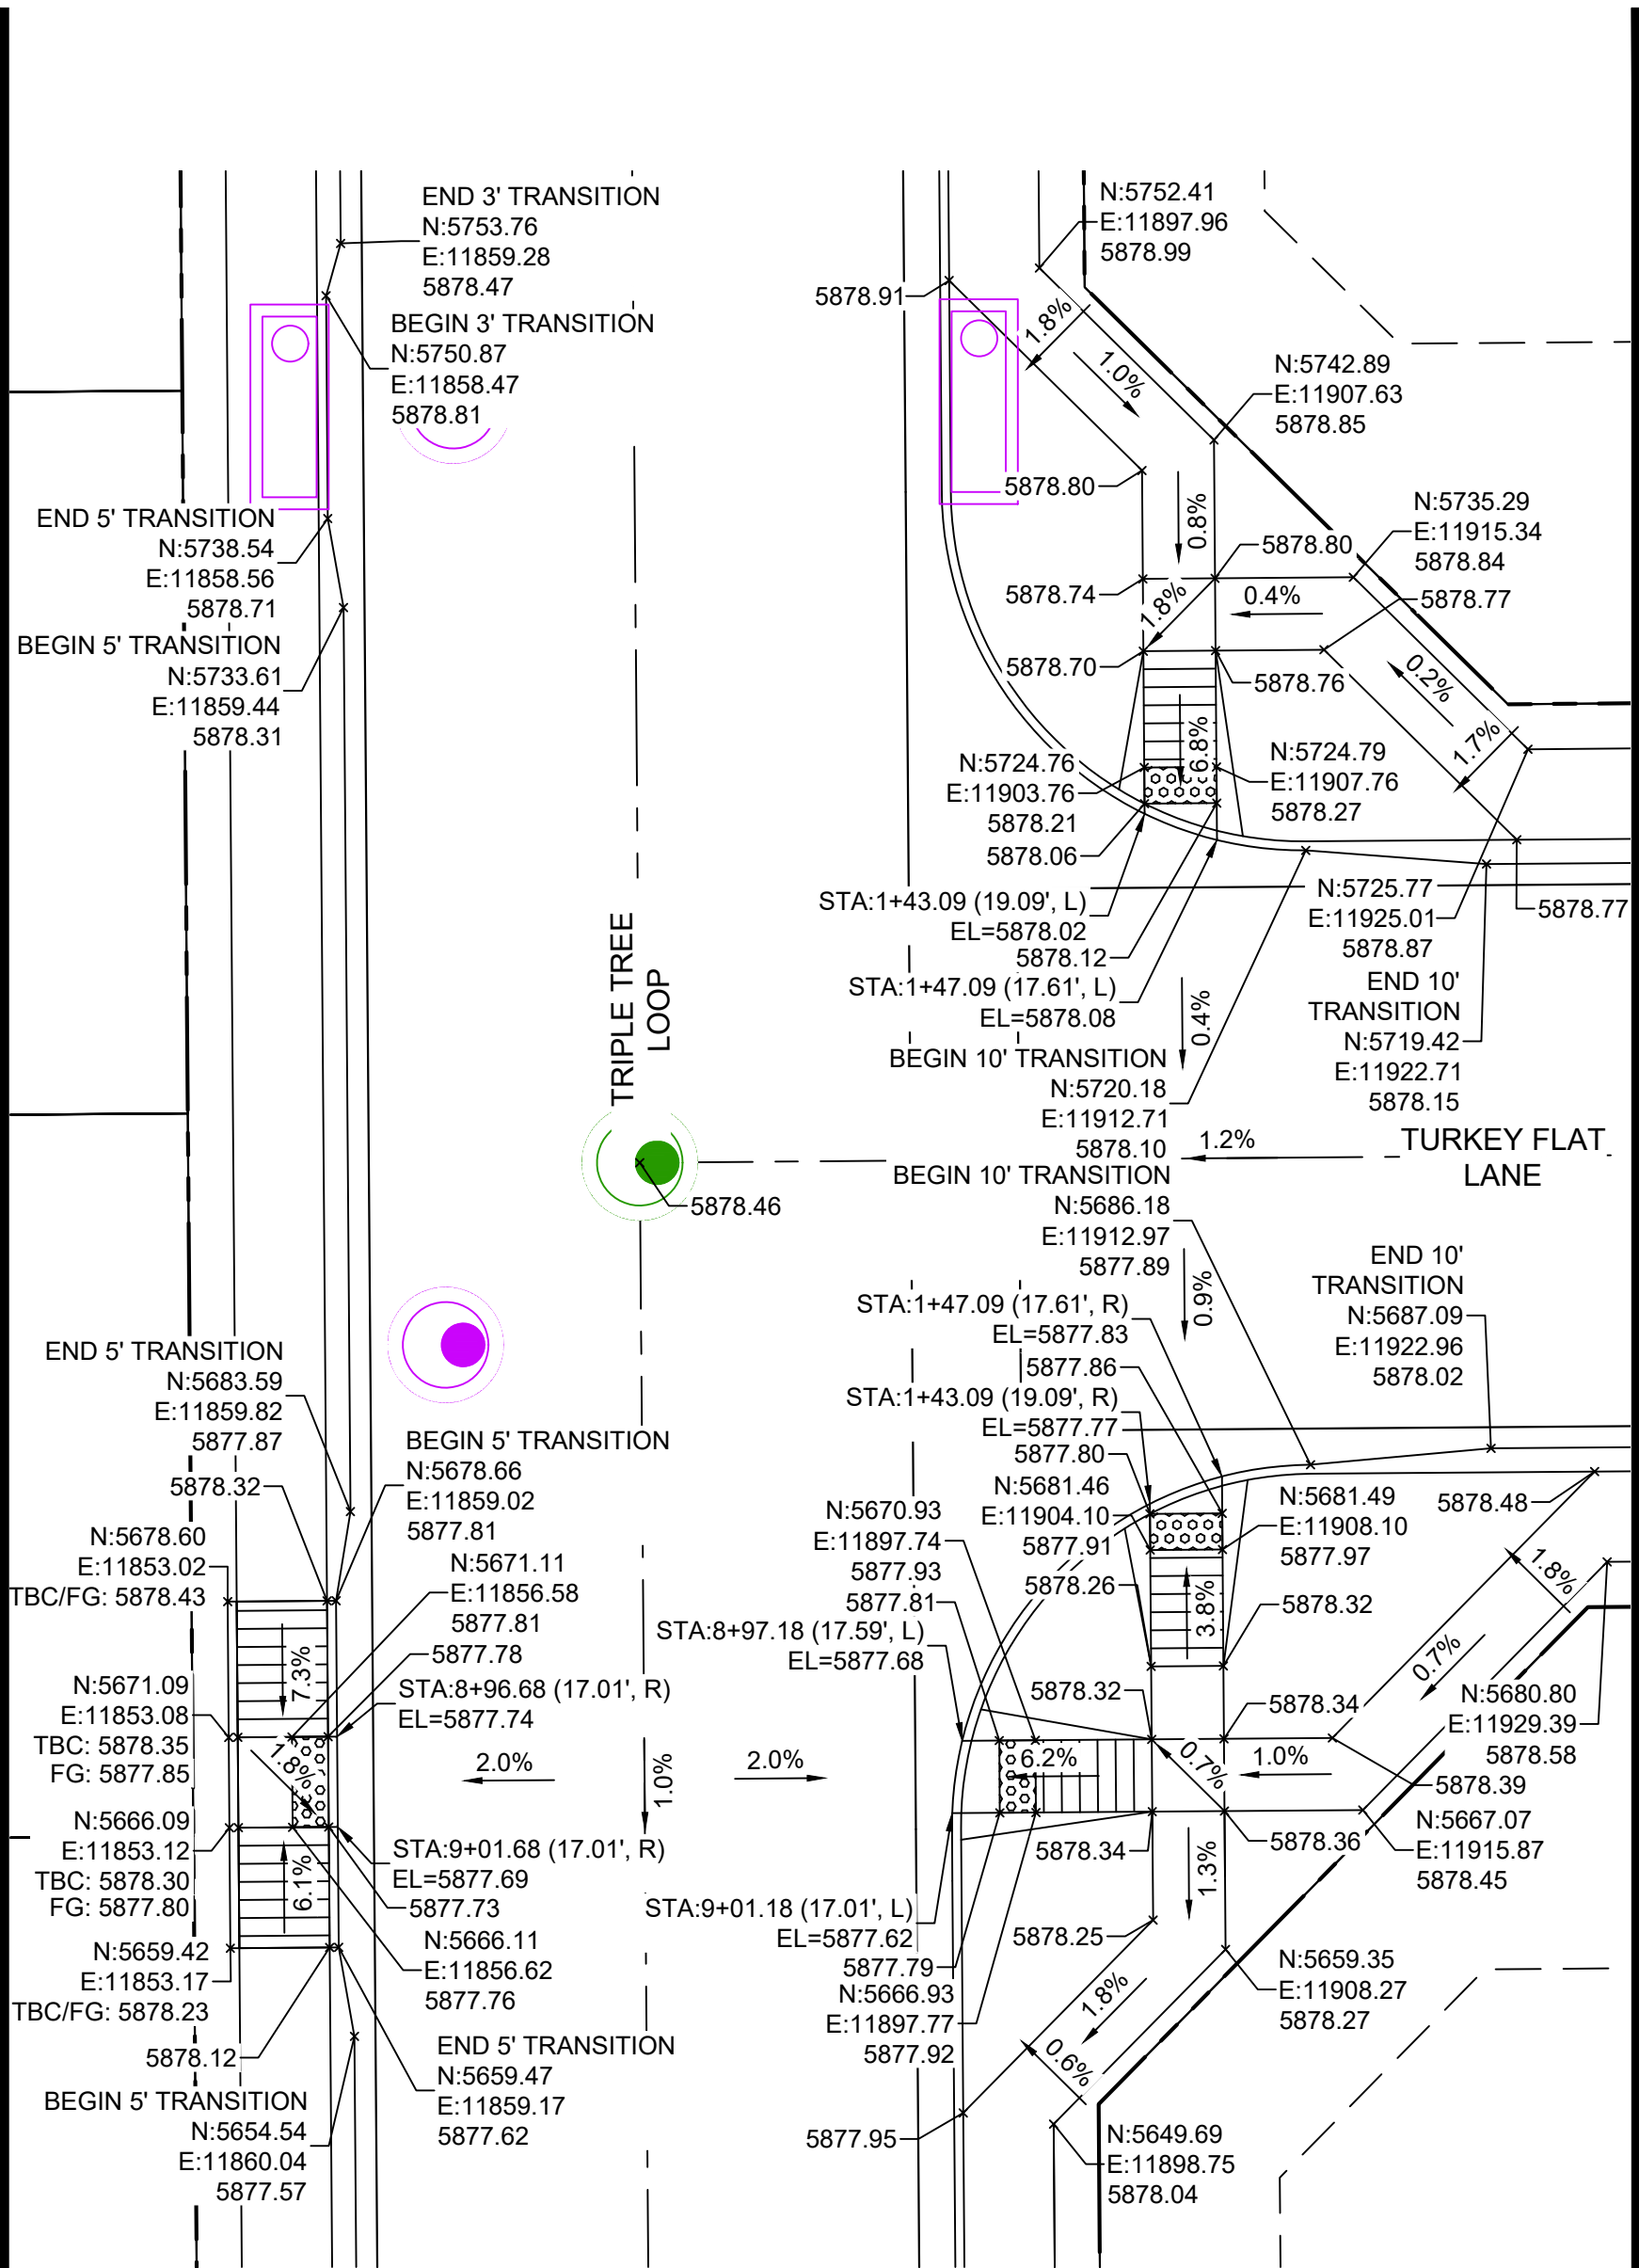 END 3' TRANSITION
N:5753.76
E:11859.28
5878.47
BEGIN 3' TRANSITION
N:5750.87
E:11858.47
5878.81
END 5' TRANSITION
N:5738.54
E:11858.56
5878.71
BEGIN 5' TRANSITION
N:5733.61
E:11859.44
5878.31
N:5752.41
E:11897.96
5878.99
5878.91
1.8%
1.0%
N:5742.89
E:11907.63
5878.85
5878.80
0.8%
5878.80
N:5735.29
E:11915.34
5878.84
5878.74
1.8%
0.4%
5878.77
5878.70
5878.76
0.2%
1.7%
6.8%
N:5724.76
E:11903.76
5878.21
5878.06
N:5724.79
E:11907.76
5878.27
STA:1+43.09 (19.09', L)
EL=5878.02
5878.12
STA:1+47.09 (17.61', L)
EL=5878.08
N:5725.77
E:11925.01
5878.87
5878.77
0.4%
END 10'
TRANSITION
N:5719.42
E:11922.71
5878.15
BEGIN 10' TRANSITION
N:5720.18
E:11912.71
5878.10
TRIPLE TREE
LOOP
1.2%
TURKEY FLAT
LANE
5878.46
BEGIN 10' TRANSITION
N:5686.18
E:11912.97
5877.89
0.9%
END 10'
TRANSITION
N:5687.09
E:11922.96
5878.02
STA:1+47.09 (17.61', R)
EL=5877.83
5877.86
STA:1+43.09 (19.09', R)
EL=5877.77
5877.80
END 5' TRANSITION
N:5683.59
E:11859.82
5877.87
5878.32
BEGIN 5' TRANSITION
N:5678.66
E:11859.02
5877.81
N:5678.60
E:11853.02
TBC/FG: 5878.43
N:5671.11
E:11856.58
5877.81
5877.78
7.3%
STA:8+96.68 (17.01', R)
EL=5877.74
N:5671.09
E:11853.08
TBC: 5878.35
FG: 5877.85
1.8%
N:5666.09
E:11853.12
TBC: 5878.30
FG: 5877.80
6.1%
STA:9+01.68 (17.01', R)
EL=5877.69
5877.73
N:5666.11
E:11856.62
5877.76
N:5659.42
E:11853.17
TBC/FG: 5878.23
5878.12
END 5' TRANSITION
N:5659.47
E:11859.17
5877.62
BEGIN 5' TRANSITION
N:5654.54
E:11860.04
5877.57
2.0%
1.0%
2.0%
N:5681.46
E:11904.10
5877.91
N:5681.49
E:11908.10
5877.97
5878.48
N:5670.93
E:11897.74
5877.93
5877.81
STA:8+97.18 (17.59', L)
EL=5877.68
5878.26
3.8%
5878.32
1.8%
0.7%
5878.32
5878.34
N:5680.80
E:11929.39
5878.58
6.2%
0.7%
1.0%
5878.39
5878.34
5878.36
N:5667.07
E:11915.87
5878.45
1.3%
STA:9+01.18 (17.01', L)
EL=5877.62
5877.79
5878.25
N:5666.93
E:11897.77
5877.92
1.8%
N:5659.35
E:11908.27
5878.27
0.6%
5877.95
N:5649.69
E:11898.75
5878.04